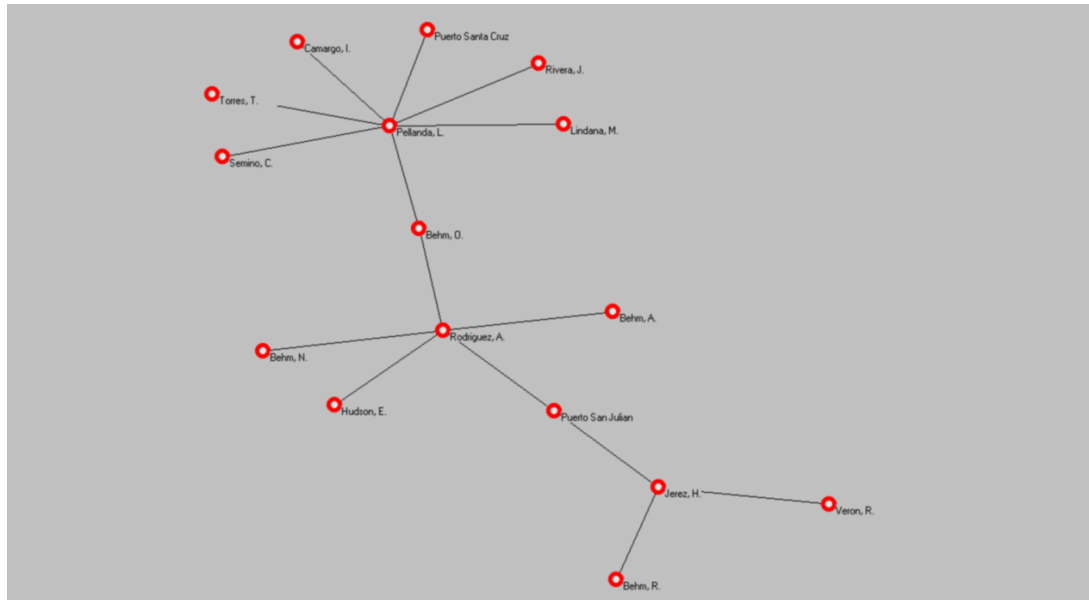 Puerto Santa Cruz
Camargo, I.
Rivera, J.
Torres, T.
Pellanda, L.
Lindana, M.
Semino, C.
Behm, O.
Behm, A.
Rodriguez, A.
Behm, N.
Hudson, E.
Puerto San Julian
Jerez, H.
Veron, R.
Behm, R.